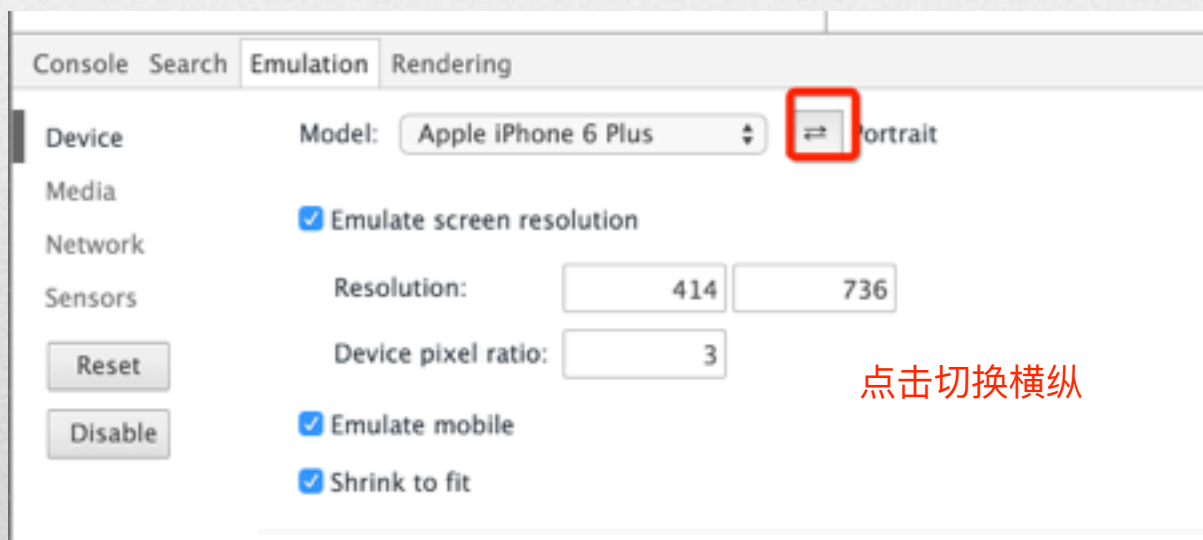 Console Search Emulation Rendering
Device Model: Apple iPhone 6 Plus ⇄ Portrait
Media
Emulate screen resolution
Network
Resolution: 414 736
Sensors
Device pixel ratio: 3
Reset
点击切换横纵
Emulate mobile
Disable
Shrink to fit